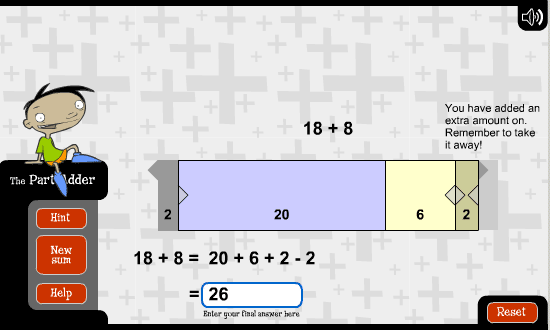 18 + 8
You have added an
extra amount on.
Remember to take
it away!
The Part Adder
2
20
6
2
Hint
New
sum
Help
18 + 8 = 20 + 6 + 2 - 2
= 26
Enter your final answer here
Reset